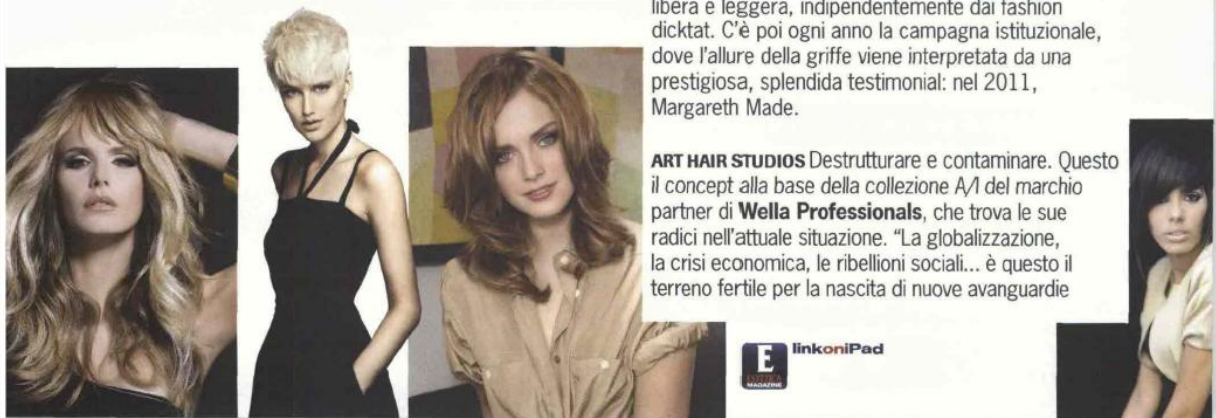 libera e leggera, indipendentemente dai fashion
dicktat. C'è poi ogni anno la campagna istituzionale,
dove l'allure della griffe viene interpretata da una
prestigiosa, splendida testimonial: nel 2011,
Margareth Made.
ART HAIR STUDIOS Destrutturare e contaminare. Questo
il concept alla base della collezione A/I del marchio
partner di Wella Professionals, che trova le sue
radici nell'attuale situazione. “La globalizzazione,
la crisi economica, le ribellioni sociali... è questo il
terreno fertile per la nascita di nuove avanguardie
E
ESTETICA
MAGAZINE
linkoniPad